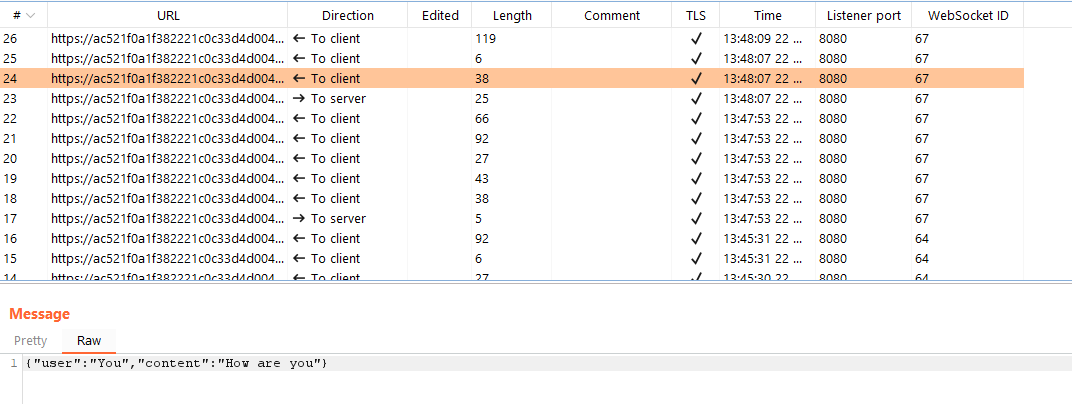 # URL Direction Edited Length Comment TLS Time Listener port WebSocket ID
26 https://ac521f0a1f382221c0c33d4d004... ← To client 119 ✓ 13:48:09 22 ... 8080 67
25 https://ac521f0a1f382221c0c33d4d004... ← To client 6 ✓ 13:48:07 22 ... 8080 67
24 https://ac521f0a1f382221c0c33d4d004... ← To client 38 ✓ 13:48:07 22 ... 8080 67
23 https://ac521f0a1f382221c0c33d4d004... → To server 25 ✓ 13:48:07 22 ... 8080 67
22 https://ac521f0a1f382221c0c33d4d004... ← To client 66 ✓ 13:47:53 22 ... 8080 67
21 https://ac521f0a1f382221c0c33d4d004... ← To client 92 ✓ 13:47:53 22 ... 8080 67
20 https://ac521f0a1f382221c0c33d4d004... ← To client 27 ✓ 13:47:53 22 ... 8080 67
19 https://ac521f0a1f382221c0c33d4d004... ← To client 43 ✓ 13:47:53 22 ... 8080 67
18 https://ac521f0a1f382221c0c33d4d004... ← To client 38 ✓ 13:47:53 22 ... 8080 67
17 https://ac521f0a1f382221c0c33d4d004... → To server 5 ✓ 13:47:53 22 ... 8080 67
16 https://ac521f0a1f382221c0c33d4d004... ← To client 92 ✓ 13:45:31 22 ... 8080 64
15 https://ac521f0a1f382221c0c33d4d004... ← To client 6 ✓ 13:45:31 22 ... 8080 64
14 https://ac521f0a1f382221c0c33d4d004... ← To client 27 ✓ 13:45:30 22 ... 8080 64
Message
Pretty Raw
1 {"user":"You","content":"How are you"}